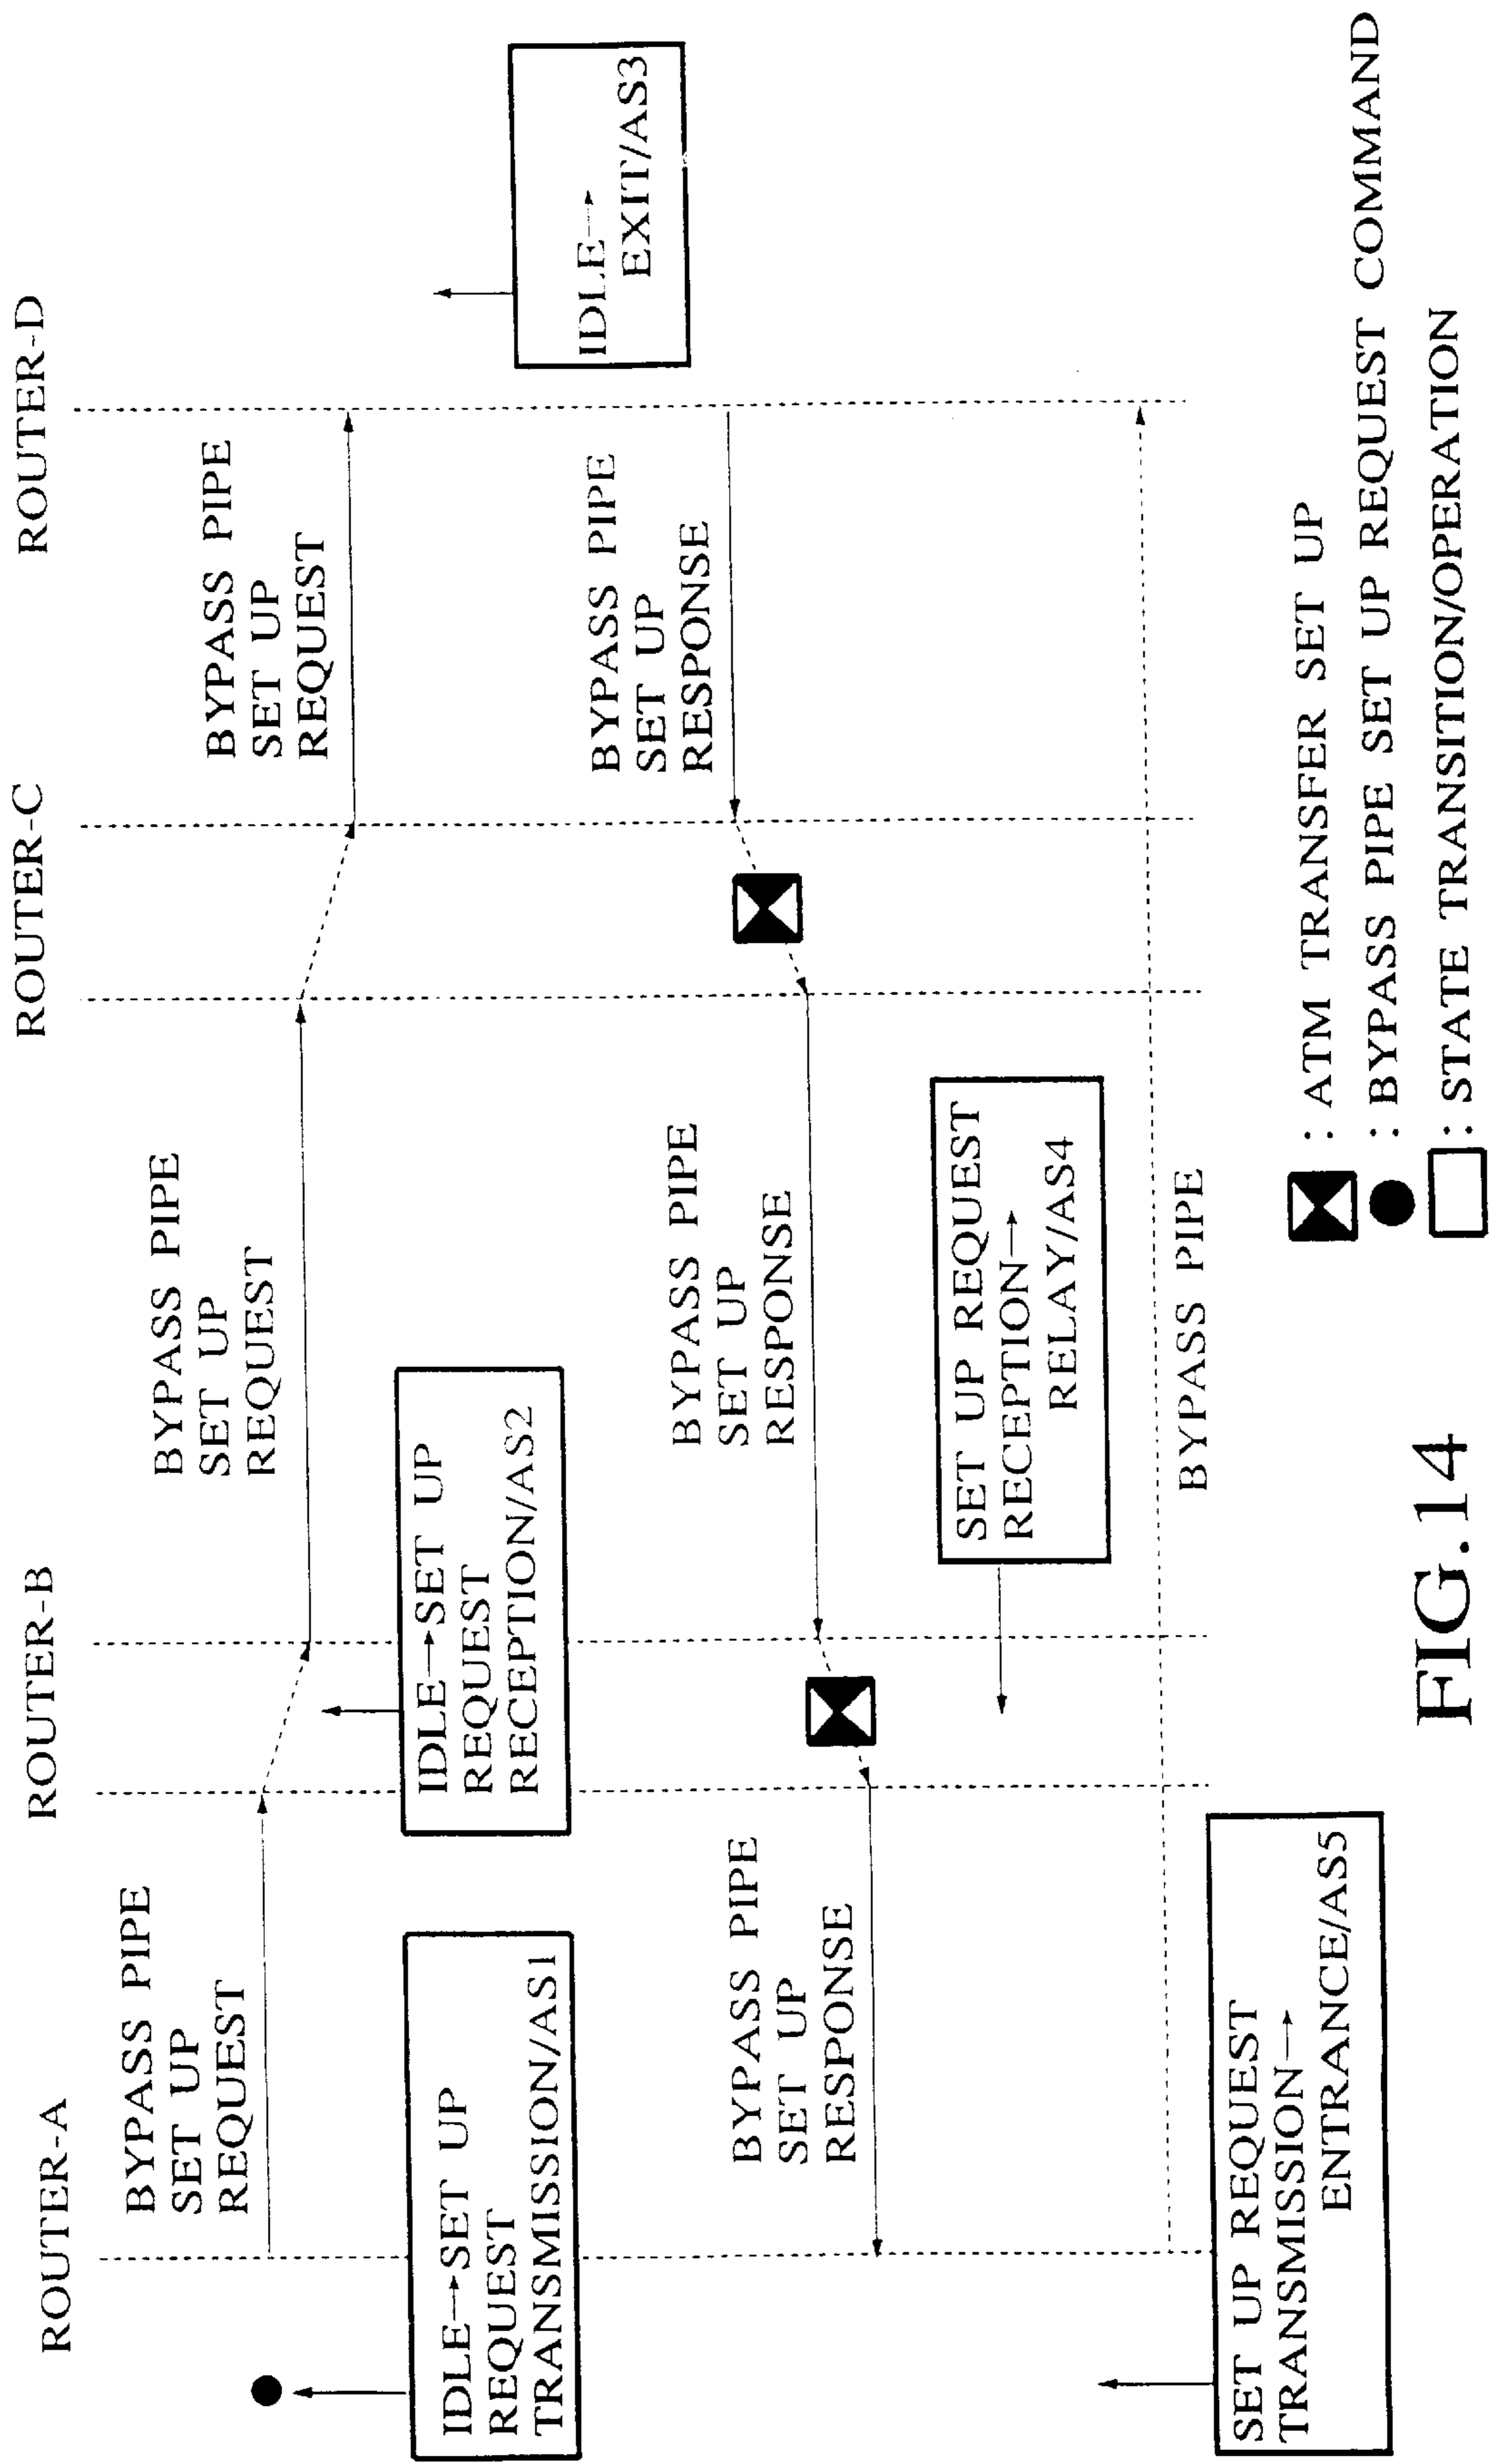 ROUTER-A
ROUTER-B
ROUTER-C
ROUTER-D
BYPASS PIPE
SET UP
REQUEST
BYPASS PIPE
SET UP
REQUEST
BYPASS PIPE
SET UP
REQUEST
IDLE→SET UP
REQUEST
TRANSMISSION/AS1
IDLE→SET UP
REQUEST
RECEPTION/AS2
IDLE→
EXIT/AS3
BYPASS PIPE
SET UP
RESPONSE
BYPASS PIPE
SET UP
RESPONSE
BYPASS PIPE
SET UP
RESPONSE
SET UP REQUEST
RECEPTION→
RELAY/AS4
BYPASS PIPE
SET UP REQUEST
TRANSMISSION→
ENTRANCE/AS5
: ATM TRANSFER SET UP
: BYPASS PIPE SET UP REQUEST COMMAND
: STATE TRANSITION/OPERATION
FIG.14